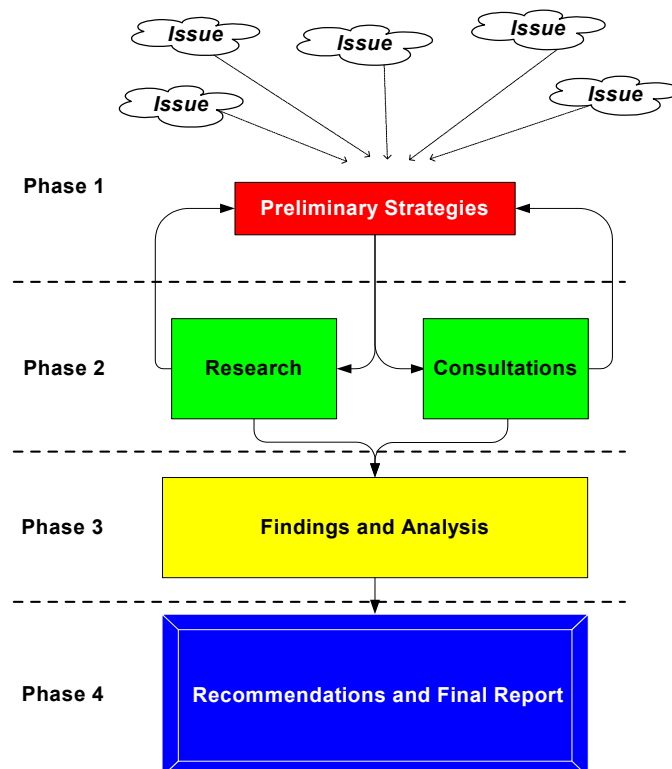 Issue
Issue
Issue
Issue
Issue
Phase 1
Preliminary Strategies
Phase 2
Research
Consultations
Phase 3
Findings and Analysis
Phase 4
Recommendations and Final Report